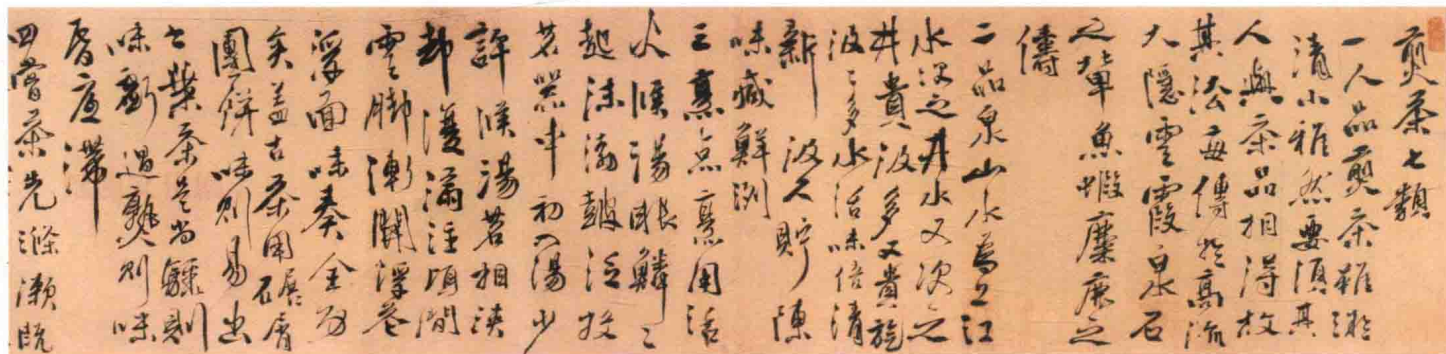 煎茶七類
一人品煎茶雖微
清小雅然要須其
人與茶品相得故
其法每傳於高流
大隱雲霞泉石
之輩魚蝦麋鹿之
儔
二品泉山水為上江
水次之井水又次之
井貴汲多又貴旋
汲汲多水活味倍清
新汲久貯陳
味減鮮冽
三烹点烹用活
火候湯眼鱗鱗
起沫渤鼓泛投
茗器中初入湯少
許候湯茗相浹
却復滿注頃間
雲脚漸開浮花
浮面味奏全功
矣蓋古茶用碾屑
團餅味則易出
今葉茶是尚驟則
味虧過熟則味
昏底滯
四嘗茶先滌漱既